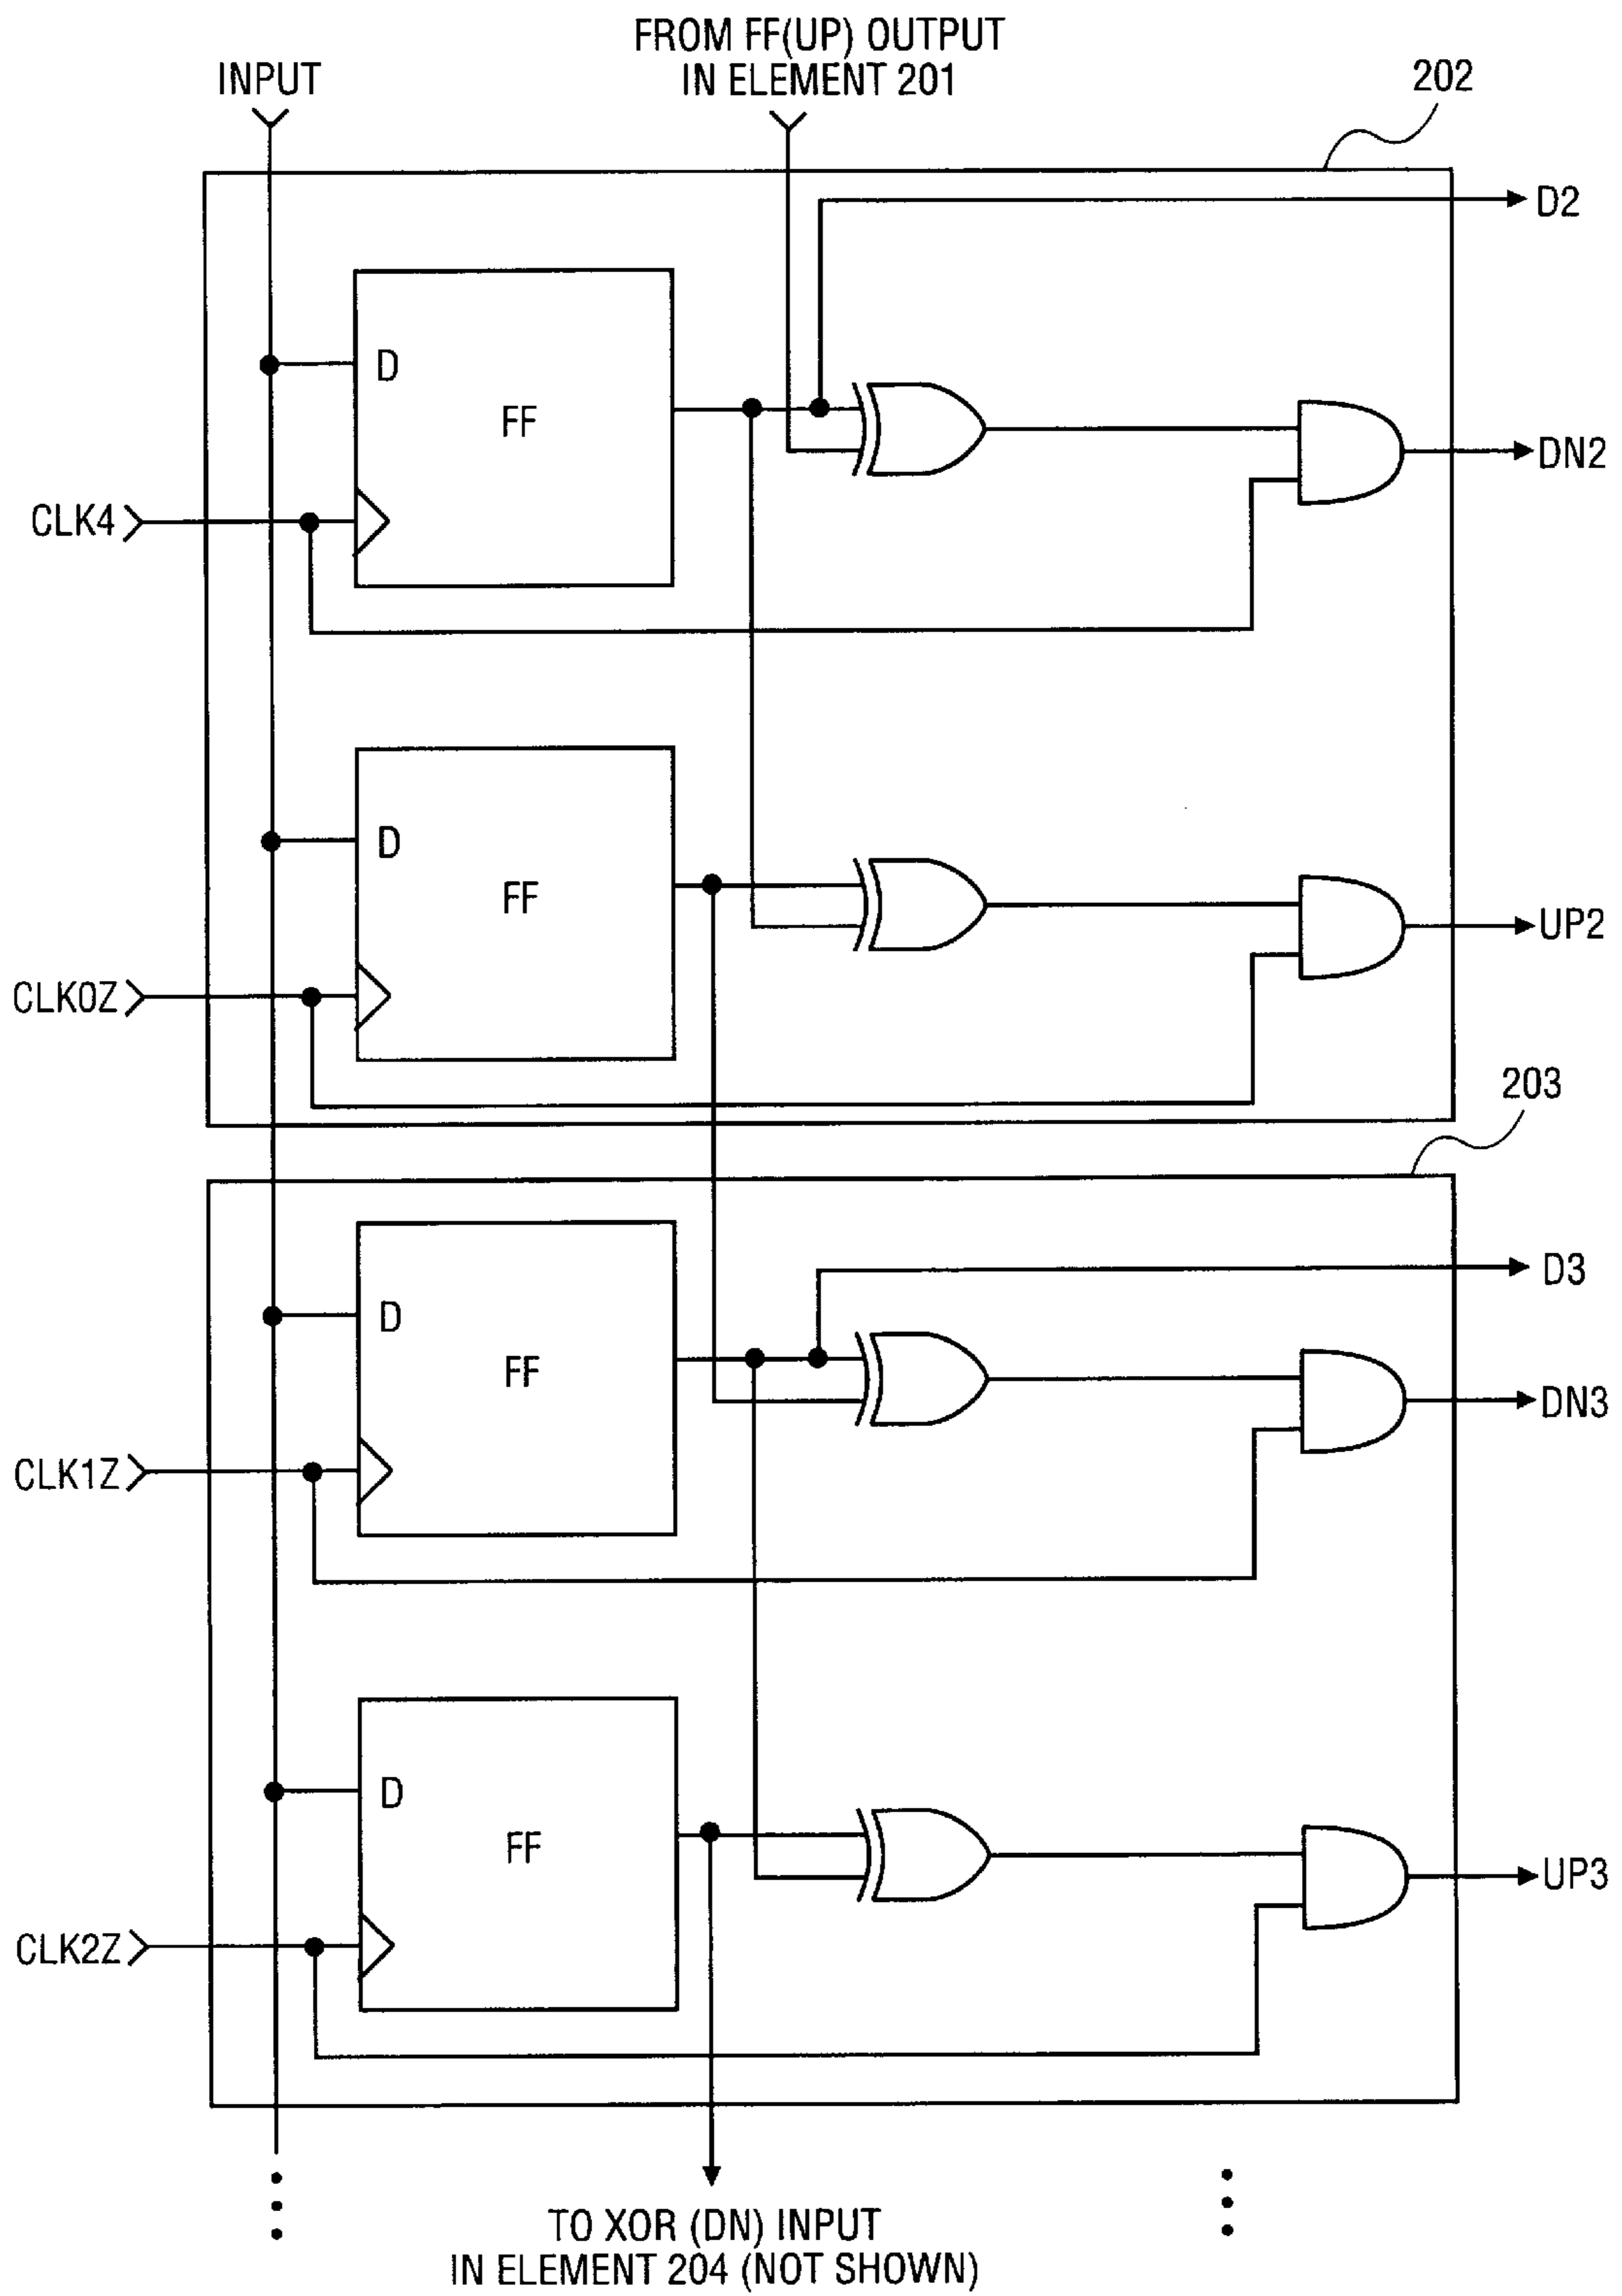 FROM FF(UP) OUTPUT
IN ELEMENT 201
INPUT
202
D2
D
FF
DN2
CLK4
D
FF
UP2
CLK0Z
203
D3
D
FF
DN3
CLK1Z
D
FF
UP3
CLK2Z
TO XOR (DN) INPUT
IN ELEMENT 204 (NOT SHOWN)